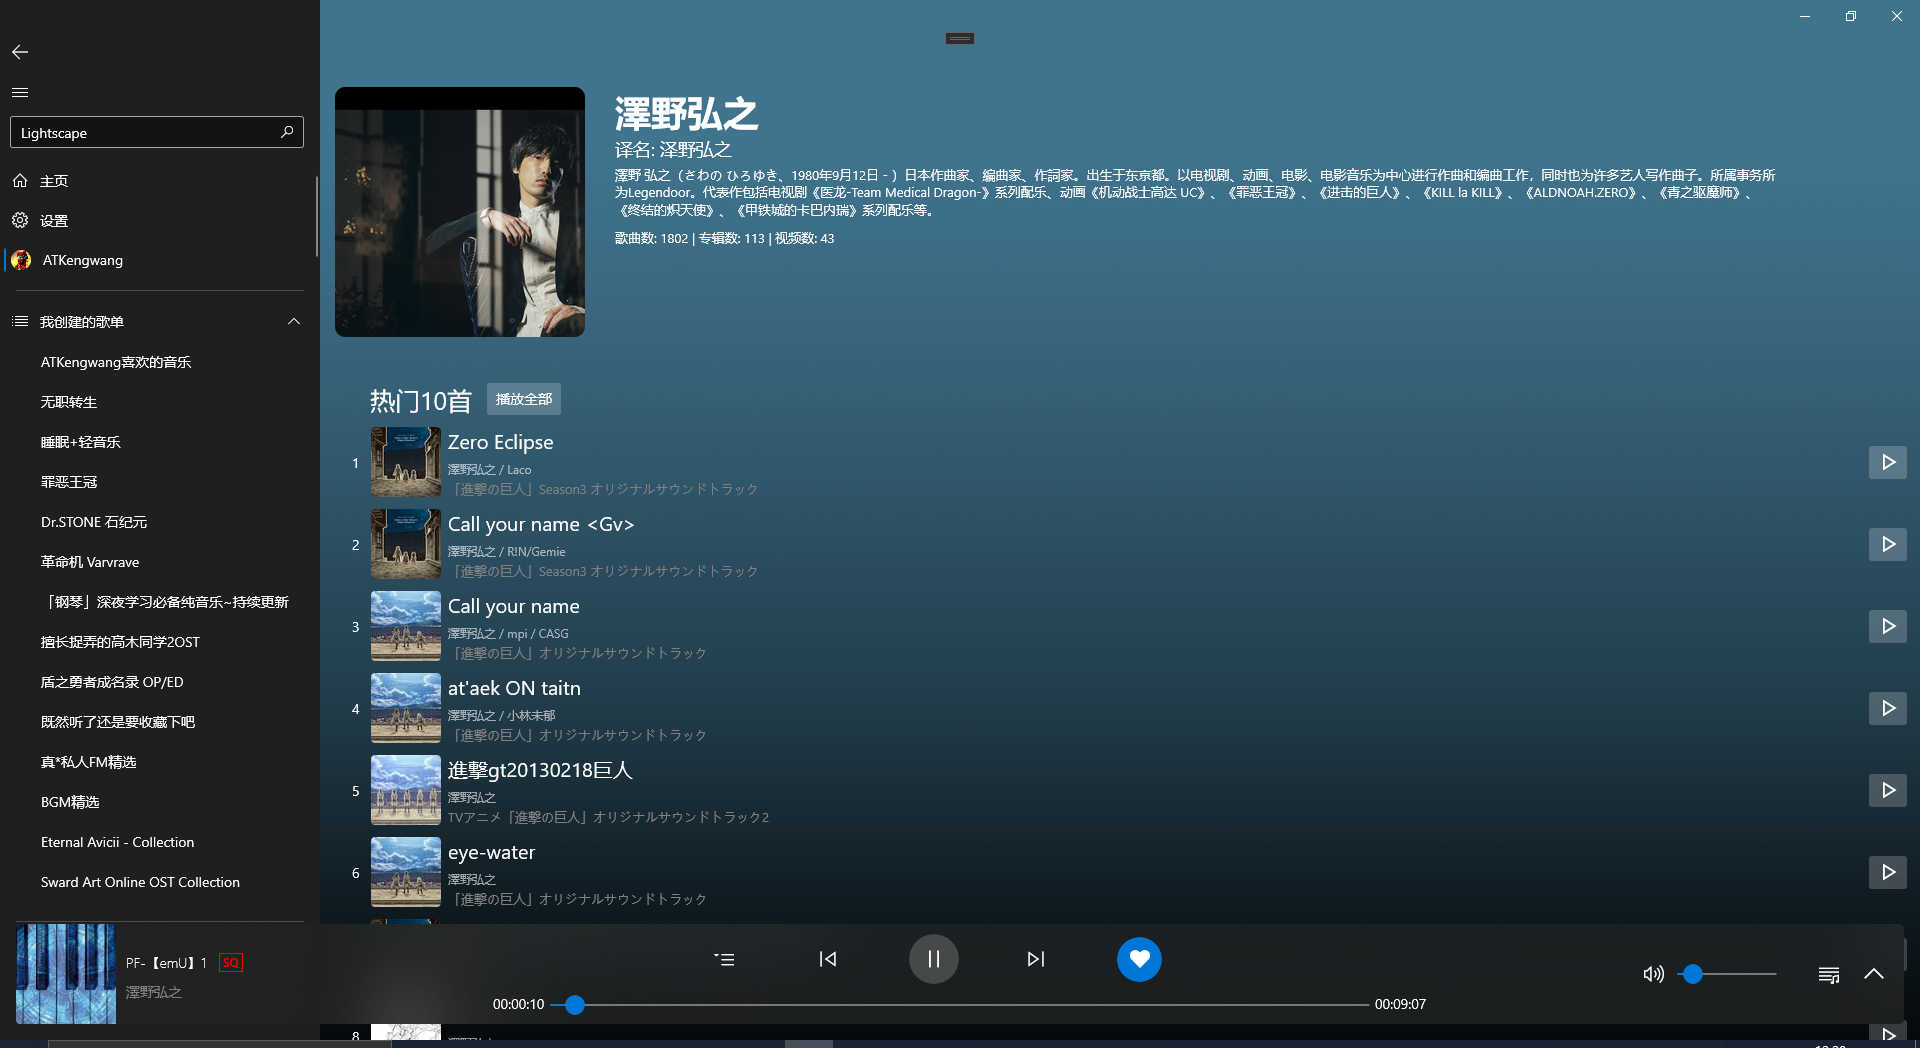 Lightscape
主页
设置
ATKengwang
我创建的歌单
ATKengwang喜欢的音乐
无职转生
睡眠+轻音乐
罪恶王冠
Dr.STONE 石纪元
革命机 Varvrave
「钢琴」深夜学习必备纯音乐~持续更新
擅长捉弄的高木同学2OST
盾之勇者成名录 OP/ED
既然听了还是要收藏下吧
真*私人FM精选
BGM精选
Eternal Avicii - Collection
Sward Art Online OST Collection
澤野弘之
译名: 泽野弘之
澤野 弘之（さわの ひろゆき、1980年9月12日 - ）日本作曲家、编曲家、作詞家。出生于东京都。以电视剧、动画、电影、电影音乐为中心进行作曲和编曲工作，同时也为许多艺人写作曲子。所属事务所
为Legendoor。代表作包括电视剧《医龙-Team Medical Dragon-》系列配乐、动画《机动战士高达 UC》、《罪恶王冠》、《进击的巨人》、《KILL la KILL》、《ALDNOAH.ZERO》、《青之驱魔师》、
《终结的炽天使》、《甲铁城的卡巴内瑞》系列配乐等。
歌曲数: 1802 | 专辑数: 113 | 视频数: 43
热门10首
播放全部
1
Zero Eclipse
澤野弘之 / Laco
「進撃の巨人」Season3 オリジナルサウンドトラック
2
Call your name <Gv>
澤野弘之 / R!N/Gemie
「進撃の巨人」Season3 オリジナルサウンドトラック
3
Call your name
澤野弘之 / mpi / CASG
「進撃の巨人」オリジナルサウンドトラック
4
at'aek ON taitn
澤野弘之 / 小林未郁
「進撃の巨人」オリジナルサウンドトラック
5
進撃gt20130218巨人
澤野弘之
TVアニメ「進撃の巨人」オリジナルサウンドトラック2
6
eye-water
澤野弘之
「進撃の巨人」オリジナルサウンドトラック
8
PF-【emU】1
SQ
澤野弘之
00:00:10
00:09:07